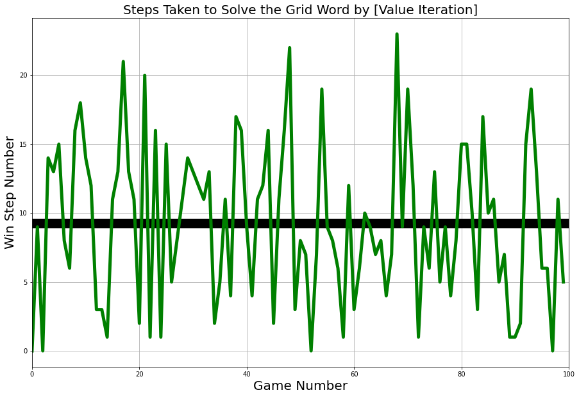 Steps Taken to Solve the Grid Word by [Value Iteration]
Win Step Number
20
15
10
5
0
0 20 40 60 80 100
Game Number